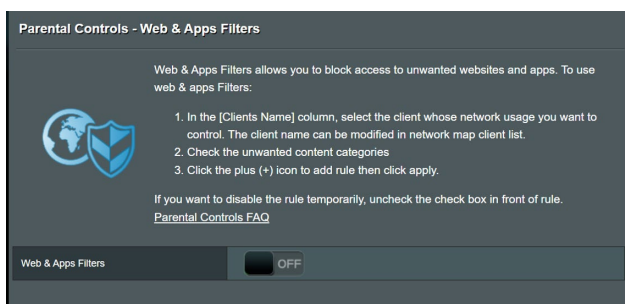 Parental Controls - Web & Apps Filters
Web & Apps Filters allows you to block access to unwanted websites and apps. To use
web & apps Filters:
1. In the [Clients Name] column, select the client whose network usage you want to
control. The client name can be modified in network map client list.
2. Check the unwanted content categories
3. Click the plus (+) icon to add rule then click apply.
If you want to disable the rule temporarily, uncheck the check box in front of rule.
Parental Controls FAQ
Web & Apps Filters
OFF